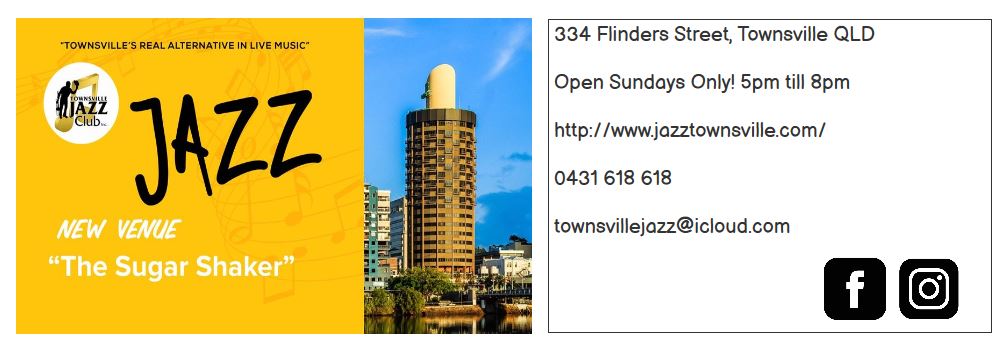 "TOWNSVILLE'S REAL ALTERNATIVE IN LIVE MUSIC"
TOWNSVILLE
JAZZ
Club Inc.
JAZZ
NEW VENUE
"The Sugar Shaker"
334 Flinders Street, Townsville QLD
Open Sundays Only! 5pm till 8pm
http://www.jazztownsville.com/
0431 618 618
townsvillejazz@icloud.com